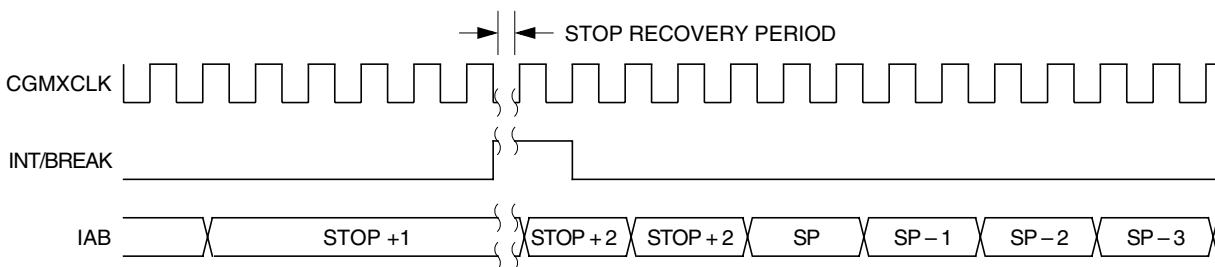 STOP RECOVERY PERIOD
CGMXCLK
INT/BREAK
IAB
STOP +1
STOP + 2
STOP + 2
SP
SP – 1
SP – 2
SP – 3